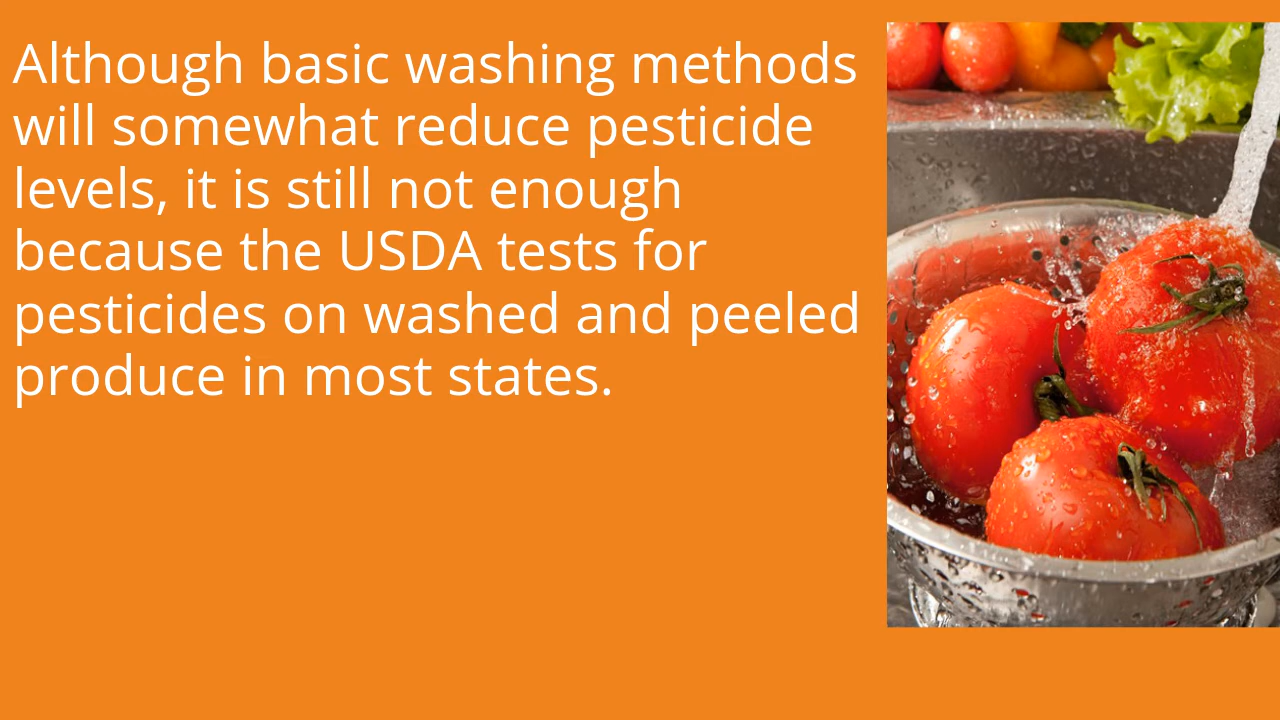 Although basic washing methods
will somewhat reduce pesticide
levels, it is still not enough
because the USDA tests for
pesticides on washed and peeled
produce in most states.